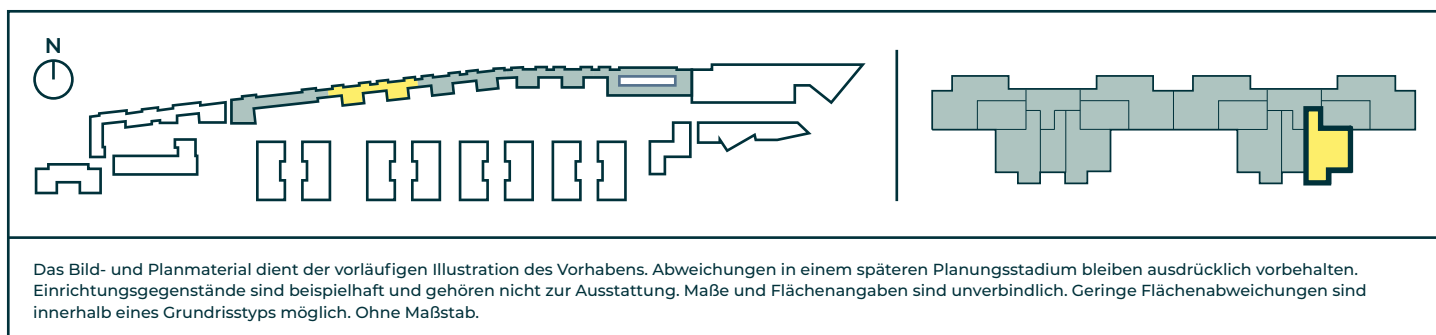 N
Das Bild- und Planmaterial dient der vorläufigen Illustration des Vorhabens. Abweichungen in einem späteren Planungsstadium bleiben ausdrücklich vorbehalten.
Einrichtungsgegenstände sind beispielhaft und gehören nicht zur Ausstattung. Maße und Flächenangaben sind unverbindlich. Geringe Flächenabweichungen sind
innerhalb eines Grundrisstyps möglich. Ohne Maßstab.